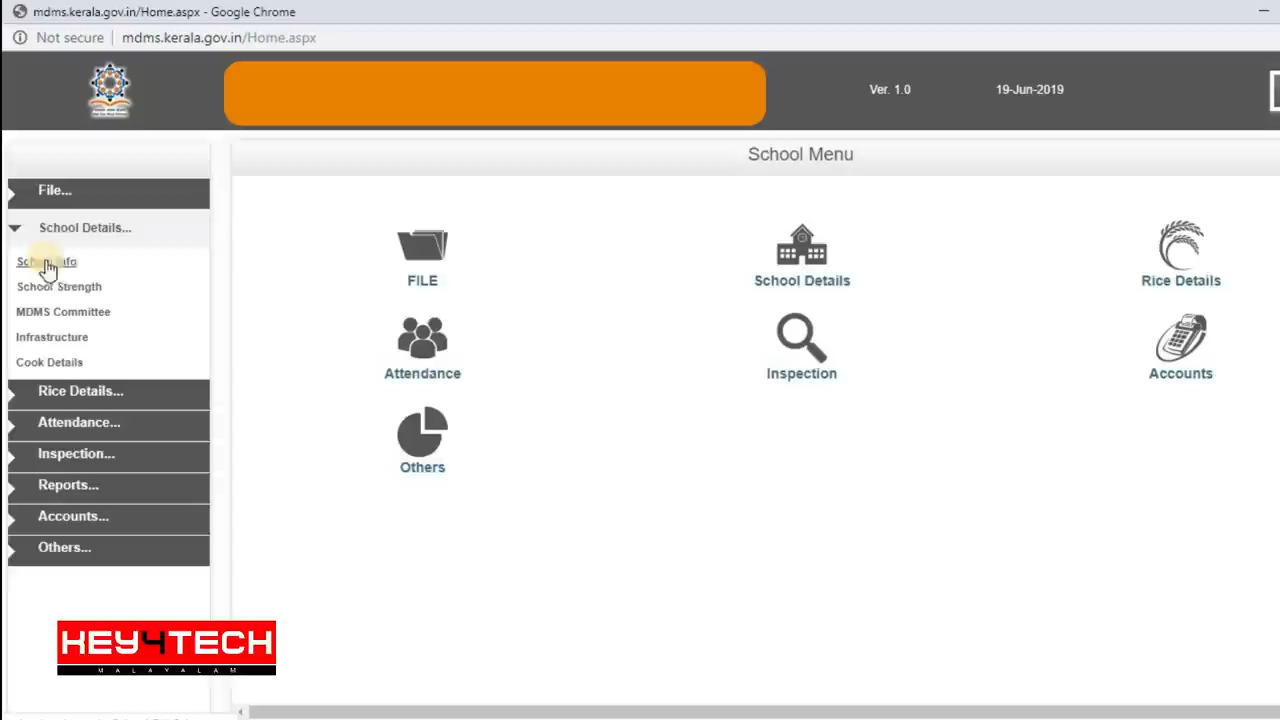 mdms.kerala.gov.in/Home.aspx - Google Chrome
Not secure | mdms.kerala.gov.in/Home.aspx
Ver. 1.0
19-Jun-2019
School Menu
File...
School Details...
School Strength
MDMS Committee
Infrastructure
Cook Details
Rice Details...
Attendance...
Inspection...
Reports...
Accounts...
Others...
FILE
School Details
Rice Details
Attendance
Inspection
Accounts
Others
KEY4TECH
MALAYALAM